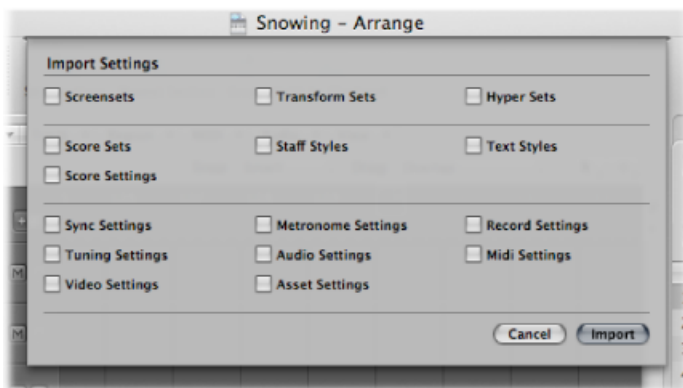 Snowing – Arrange
Import Settings
Screensets Transform Sets Hyper Sets
Score Sets Staff Styles Text Styles
Score Settings
Sync Settings Metronome Settings Record Settings
Tuning Settings Audio Settings Midi Settings
Video Settings Asset Settings
Cancel Import
M
M